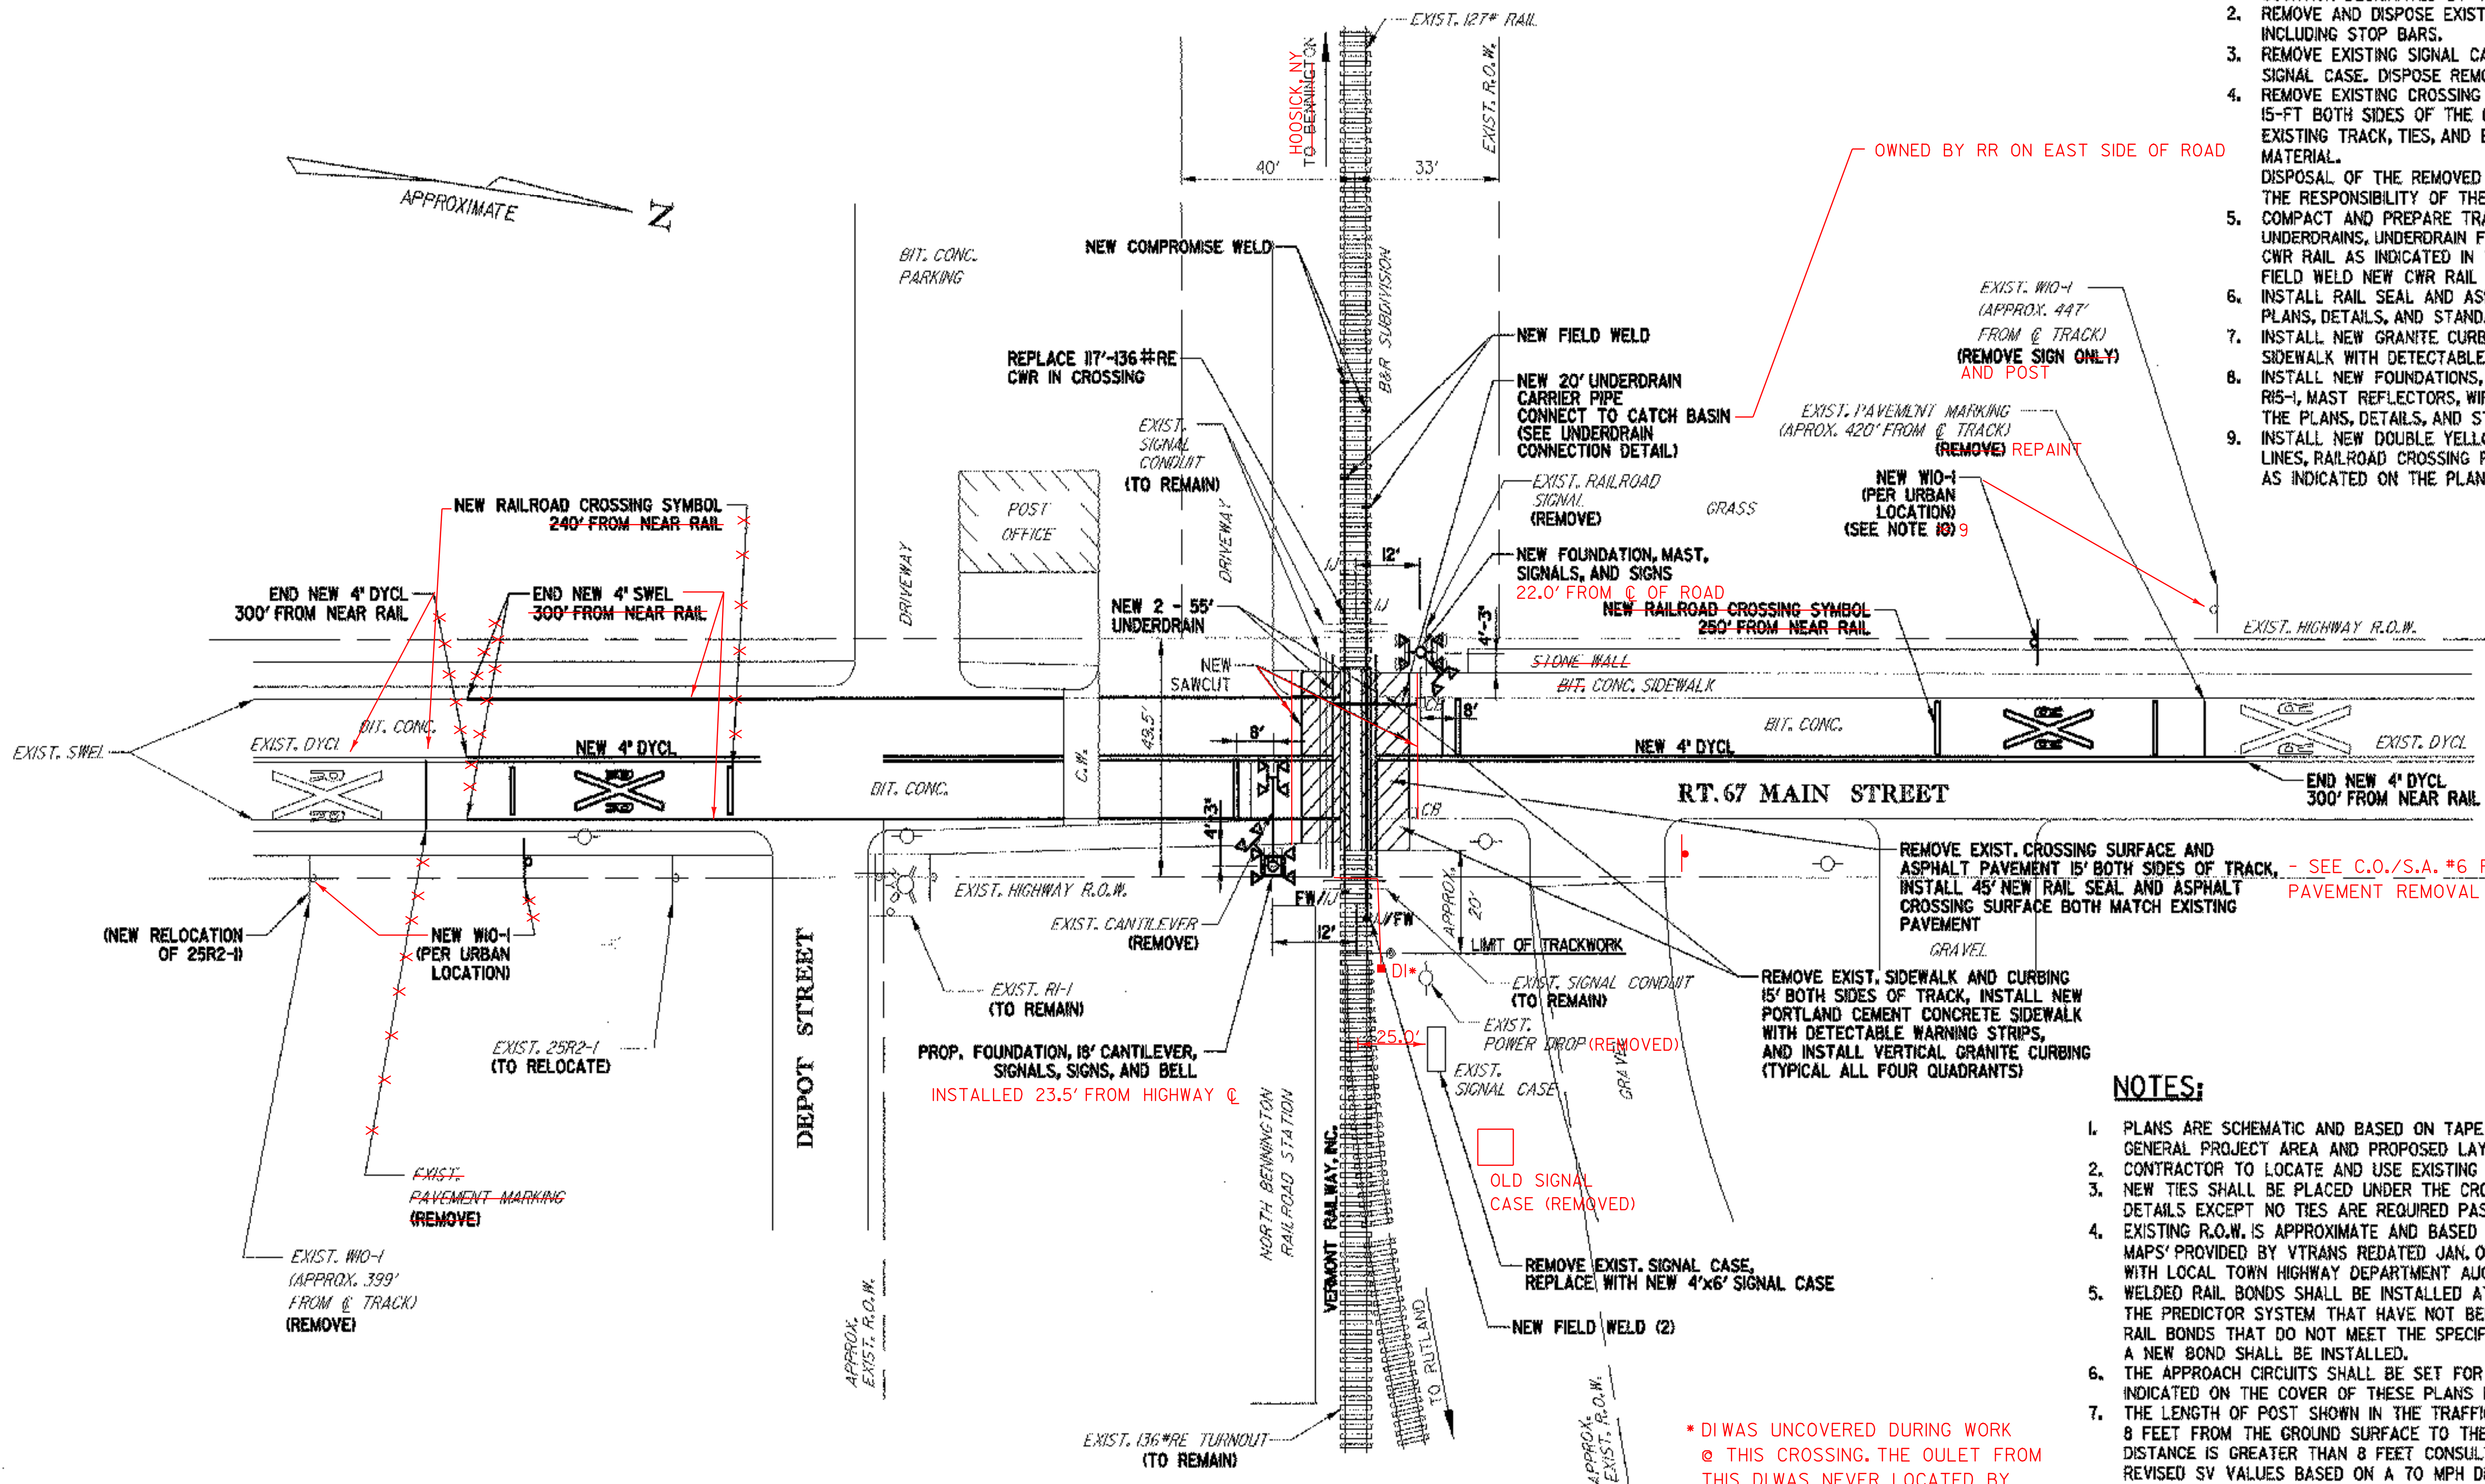 EXIST. 127# RAIL
HOOSICK, NY
TO BENNINGTON
EXIST. R.O.W.
40'
33'
APPROXIMATE
N
BIT. CONC.
PARKING
NEW COMPROMISE WELD
B&R SUBDIVISION
OWNED BY RR ON EAST SIDE OF ROAD
REPLACE 117'-136#RE
CWR IN CROSSING
NEW FIELD WELD
NEW 20' UNDERDRAIN
CARRIER PIPE
CONNECT TO CATCH BASIN
(SEE UNDERDRAIN
CONNECTION DETAIL)
EXIST.
SIGNAL
CONDUIT
(TO REMAIN)
EXIST. RAILROAD
SIGNAL
(REMOVE)
GRASS
NEW FOUNDATION, MAST,
SIGNALS, AND SIGNS
22.0' FROM ℄ OF ROAD
EXIST. W10-1
(APPROX. 447'
FROM ℄ TRACK)
(REMOVE SIGN ONLY)
AND POST
EXIST. PAVEMENT MARKING
(APROX. 420' FROM ℄ TRACK)
(REMOVE) REPAINT
NEW W10-1
(PER URBAN
LOCATION)
(SEE NOTE 10) 9
NEW RAILROAD CROSSING SYMBOL
250' FROM NEAR RAIL
EXIST. HIGHWAY R.O.W.
NEW RAILROAD CROSSING SYMBOL
240' FROM NEAR RAIL
END NEW 4" DYCL
300' FROM NEAR RAIL
END NEW 4" SWEL
300' FROM NEAR RAIL
POST
OFFICE
DRIVEWAY
DRIVEWAY
NEW 2 - 55'
UNDERDRAIN
NEW
SAWCUT
IJ
IJ
12'
4'-3"
STONE WALL
BIT. CONC. SIDEWALK
CB
8'
BIT. CONC.
NEW 4" DYCL
EXIST. DYCL
END NEW 4" DYCL
300' FROM NEAR RAIL
RT. 67 MAIN STREET
EXIST. SWEL
EXIST. DYCL
BIT. CONC.
NEW 4" DYCL
BIT. CONC.
C.W.
49.5'
8'
4'-3"
CB
(NEW RELOCATION
OF 25R2-1)
NEW W10-1
(PER URBAN
LOCATION)
EXIST. HIGHWAY R.O.W.
EXIST. CANTILEVER
(REMOVE)
FW/IJ
IJ/FW
12'
APPROX.
20'
LIMIT OF TRACKWORK
DI*
EXIST. SIGNAL CONDUIT
(TO REMAIN)
REMOVE EXIST. CROSSING SURFACE AND
ASPHALT PAVEMENT 15' BOTH SIDES OF TRACK,
INSTALL 45' NEW RAIL SEAL AND ASPHALT
CROSSING SURFACE BOTH MATCH EXISTING
PAVEMENT
- SEE C.O./S.A. #6
PAVEMENT REMOVAL
GRAVEL
REMOVE EXIST. SIDEWALK AND CURBING
15' BOTH SIDES OF TRACK, INSTALL NEW
PORTLAND CEMENT CONCRETE SIDEWALK
WITH DETECTABLE WARNING STRIPS,
AND INSTALL VERTICAL GRANITE CURBING
(TYPICAL ALL FOUR QUADRANTS)
EXIST. R1-1
(TO REMAIN)
EXIST. 25R2-1
(TO RELOCATE)
DEPOT STREET
PROP. FOUNDATION, 18' CANTILEVER,
SIGNALS, SIGNS, AND BELL
INSTALLED 23.5' FROM HIGHWAY ℄
25.0'
EXIST.
POWER DROP (REMOVED)
EXIST.
SIGNAL CASE
GRAVEL
OLD SIGNAL
CASE (REMOVED)
EXIST.
PAVEMENT MARKING
(REMOVE)
EXIST. W10-1
(APPROX. 399'
FROM ℄ TRACK)
(REMOVE)
APPROX.
EXIST. R.O.W.
NORTH BENNINGTON
RAILROAD STATION
VERMONT RAILWAY, INC.
REMOVE EXIST. SIGNAL CASE,
REPLACE WITH NEW 4'x6' SIGNAL CASE
NEW FIELD WELD (2)
TO RUTLAND
APPROX.
EXIST. R.O.W.
EXIST. 136#RE TURNOUT
(TO REMAIN)
* DI WAS UNCOVERED DURING WORK
@ THIS CROSSING. THE OULET FROM
THIS DI WAS NEVER LOCATED BY
2. REMOVE AND DISPOSE EXIST
INCLUDING STOP BARS.
3. REMOVE EXISTING SIGNAL CA
SIGNAL CASE. DISPOSE REMO
4. REMOVE EXISTING CROSSING
15-FT BOTH SIDES OF THE
EXISTING TRACK, TIES, AND
MATERIAL.
DISPOSAL OF THE REMOVED
THE RESPONSIBILITY OF THE
5. COMPACT AND PREPARE TRA
UNDERDRAINS, UNDERDRAIN F
CWR RAIL AS INDICATED IN
FIELD WELD NEW CWR RAIL
6. INSTALL RAIL SEAL AND AS
PLANS, DETAILS, AND STAND
7. INSTALL NEW GRANITE CURB
SIDEWALK WITH DETECTABLE
8. INSTALL NEW FOUNDATIONS,
R15-1, MAST REFLECTORS, WI
THE PLANS, DETAILS, AND S
9. INSTALL NEW DOUBLE YELLO
LINES, RAILROAD CROSSING
AS INDICATED ON THE PLAN
NOTES:
1. PLANS ARE SCHEMATIC AND BASED ON TAPE
GENERAL PROJECT AREA AND PROPOSED LAY
2. CONTRACTOR TO LOCATE AND USE EXISTING
3. NEW TIES SHALL BE PLACED UNDER THE CRO
DETAILS EXCEPT NO TIES ARE REQUIRED PAS
4. EXISTING R.O.W. IS APPROXIMATE AND BASED
MAPS' PROVIDED BY VTRANS REDATED JAN. O
WITH LOCAL TOWN HIGHWAY DEPARTMENT AU
5. WELDED RAIL BONDS SHALL BE INSTALLED A
THE PREDICTOR SYSTEM THAT HAVE NOT BE
RAIL BONDS THAT DO NOT MEET THE SPECIF
A NEW BOND SHALL BE INSTALLED.
6. THE APPROACH CIRCUITS SHALL BE SET FOR
INDICATED ON THE COVER OF THESE PLANS
7. THE LENGTH OF POST SHOWN IN THE TRAFFI
8 FEET FROM THE GROUND SURFACE TO THE
DISTANCE IS GREATER THAN 8 FEET CONSUL
REVISED SV VALUES BASED ON A 70 MPH